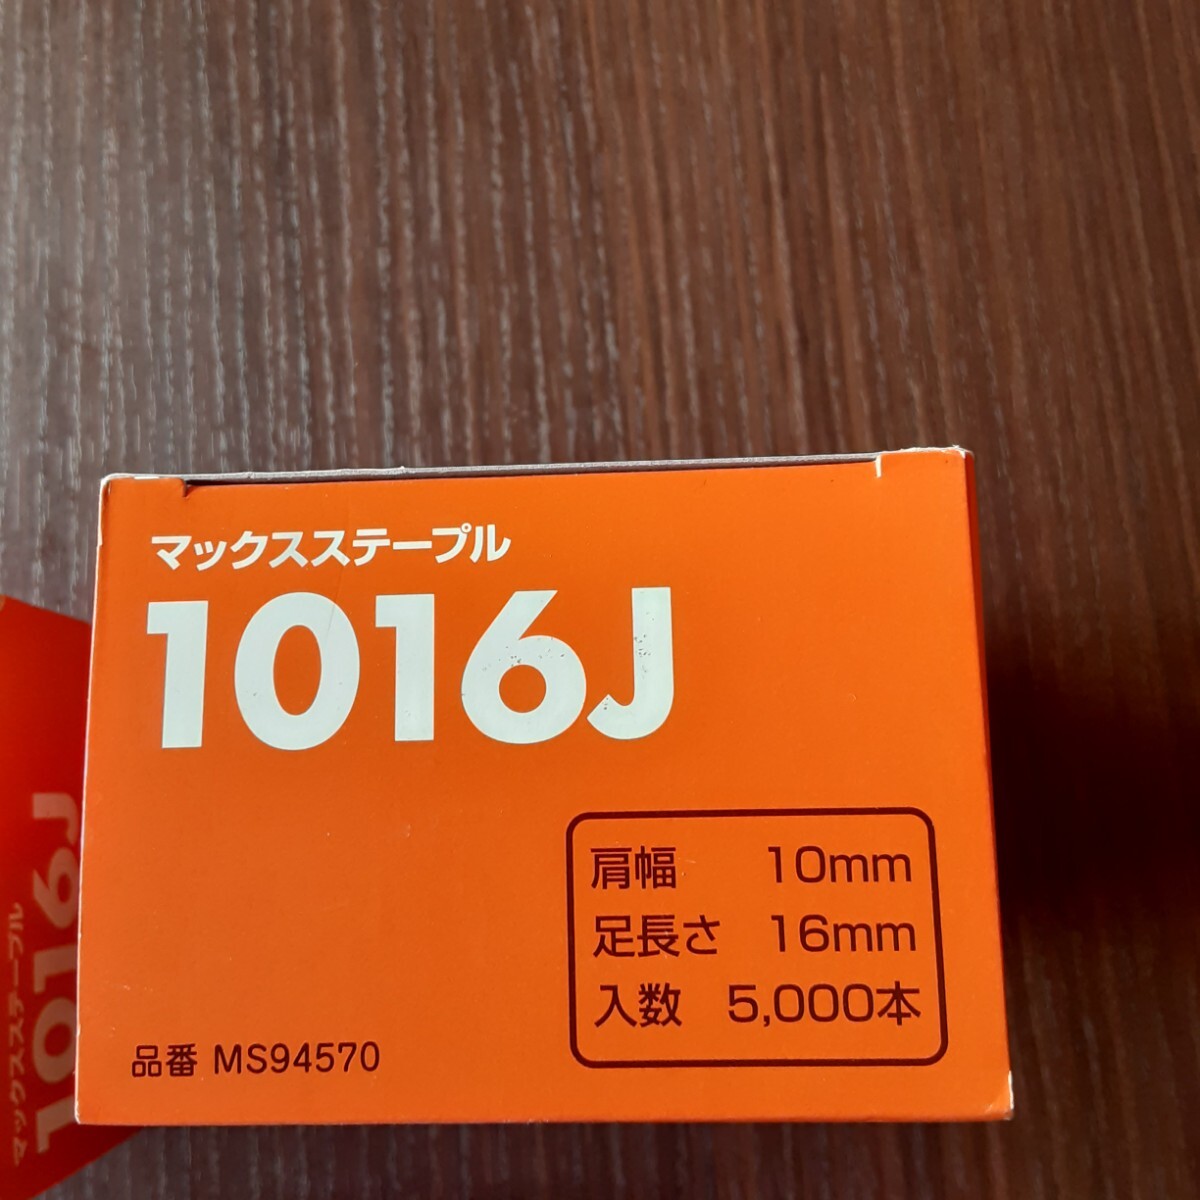 マックスステープル
1016J
肩幅 10mm
足長さ 16mm
入数 5,000本
品番 MS94570
マックスステープル
1016J